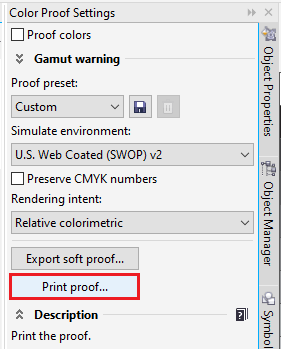 Color Proof Settings
Proof colors
Gamut warning
Proof preset:
Custom
Simulate environment:
U.S. Web Coated (SWOP) v2
Preserve CMYK numbers
Rendering intent:
Relative colorimetric
Export soft proof...
Print proof...
Description
Print the proof.
Object Properties
Object Manager
Symbol